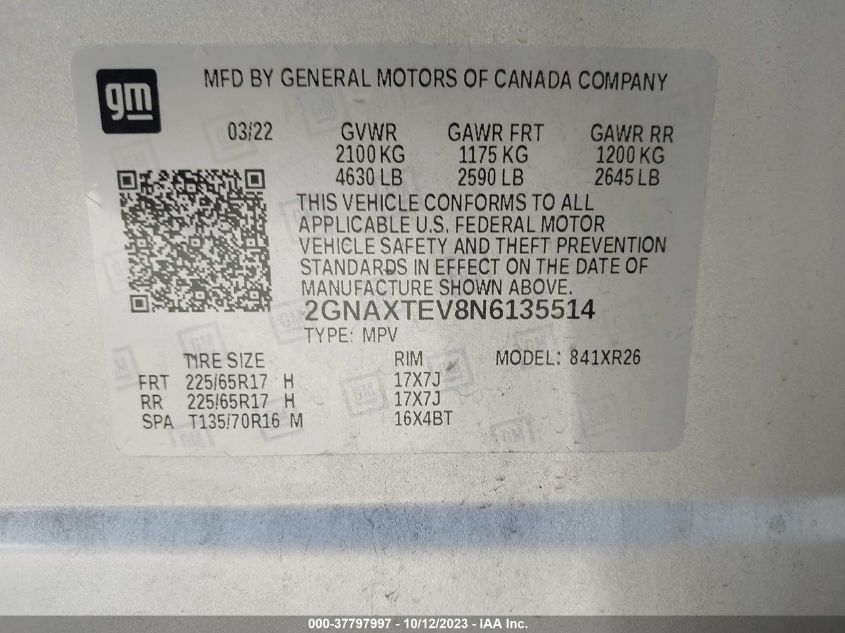 gm
MFD BY GENERAL MOTORS OF CANADA COMPANY
03/22 GVWR GAWR FRT GAWR RR
2100 KG 1175 KG 1200 KG
4630 LB 2590 LB 2645 LB
THIS VEHICLE CONFORMS TO ALL
APPLICABLE U.S. FEDERAL MOTOR
VEHICLE SAFETY AND THEFT PREVENTION
STANDARDS IN EFFECT ON THE DATE OF
MANUFACTURE SHOWN ABOVE.
2GNAXTEV8N6135514
TYPE: MPV
TIRE SIZE RIM MODEL: 841XR26
FRT 225/65R17 H 17X7J
RR 225/65R17 H 17X7J
SPA T135/70R16 M 16X4BT
000-37797997 - 10/12/2023 - IAA Inc.